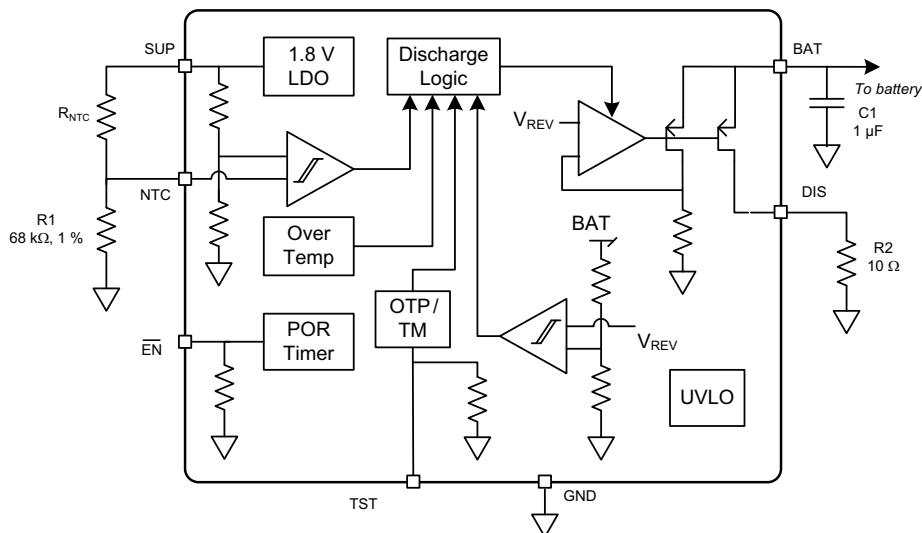 SUP
1.8 V
LDO
Discharge
Logic
BAT
To battery
C1
1 µF
R_NTC
V_REV
NTC
DIS
R1
68 kΩ, 1 %
Over
Temp
BAT
R2
10 Ω
OTP /
TM
EN
POR
Timer
V_REV
UVLO
TST
GND